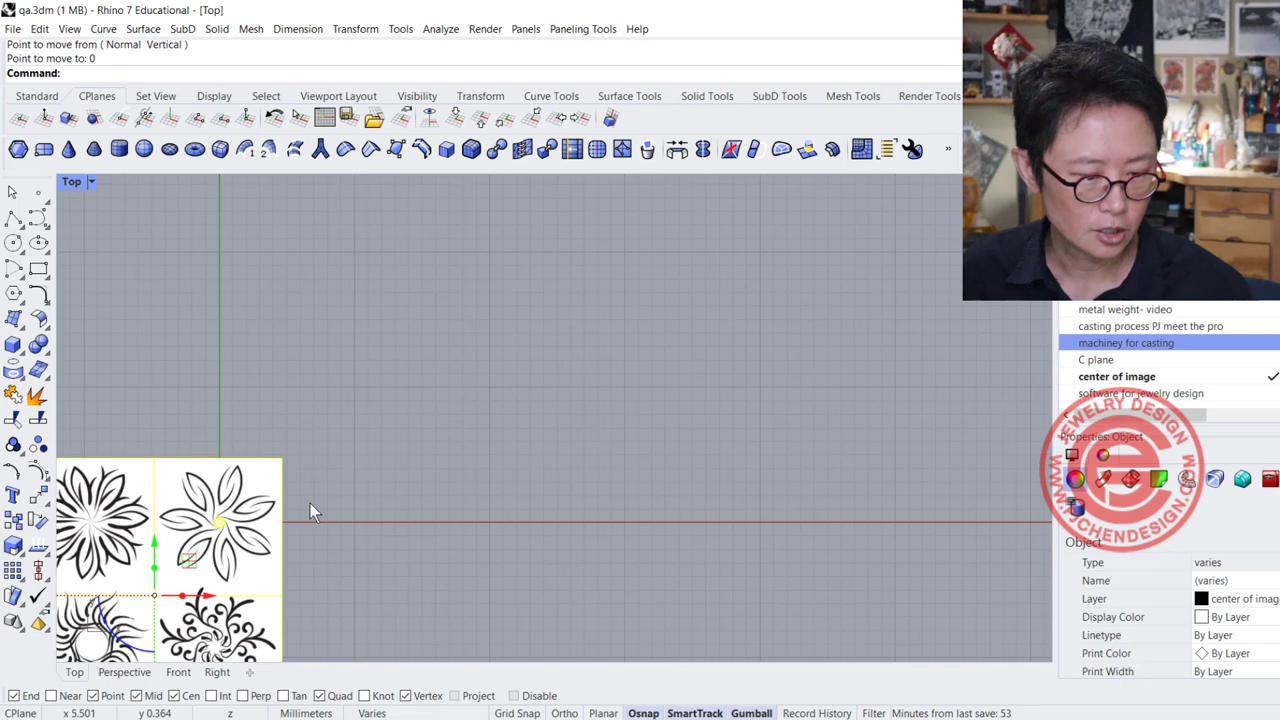 qa.3dm (1 MB) - Rhino 7 Educational - [Top]
File Edit View Curve Surface SubD Solid Mesh Dimension Transform Tools Analyze Render Panels Paneling Tools Help
Point to move from ( Normal Vertical )
Point to move to: 0
Command:
Standard CPlanes Set View Display Select Viewport Layout Visibility Transform Curve Tools Surface Tools Solid Tools SubD Tools Mesh Tools Render Tools
Top
metal weight- video
casting process PJ meet the pro
machiney for casting
C plane
center of image
software for jewelry design
JEWELRY DESIGN
WWW.PJCHENDESIGN.COM
Properties: Object
Object
Type varies
Name (varies)
Layer center of imag
Display Color By Layer
Linetype By Layer
Print Color By Layer
Print Width By Layer
Top Perspective Front Right
End Near Point Mid Cen Int Perp Tan Quad Knot Vertex Project Disable
CPlane x 5.501 y 0.364 z Millimeters Varies Grid Snap Ortho Planar Osnap SmartTrack Gumball Record History Filter Minutes from last save: 53